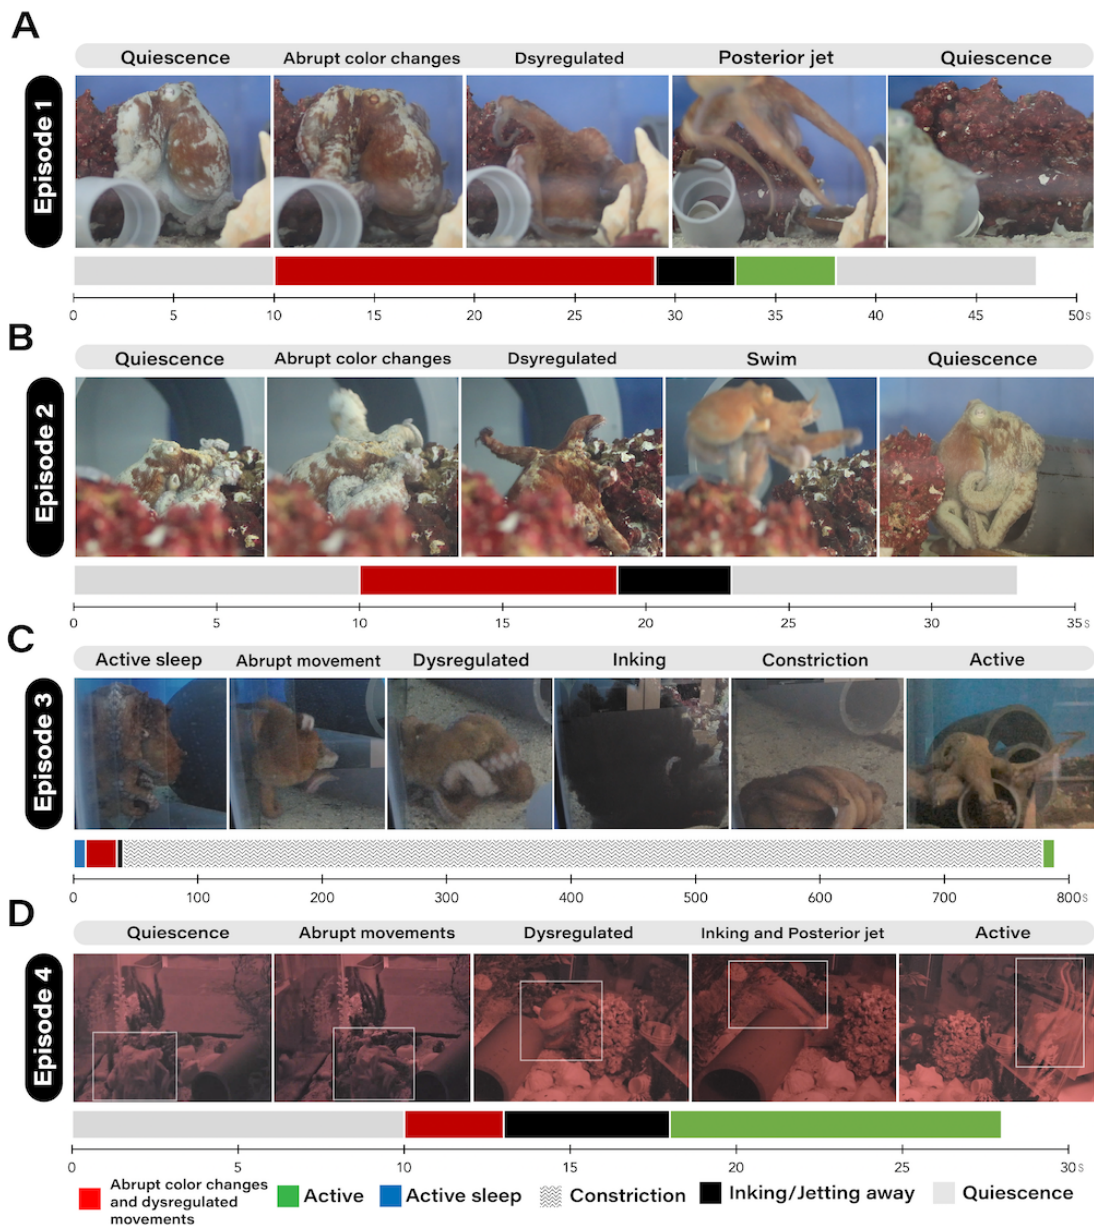 A
Quiescence Abrupt color changes Dsyregulated Posterior jet Quiescence
Episode 1
0 5 10 15 20 25 30 35 40 45 50s
B
Quiescence Abrupt color changes Dsyregulated Swim Quiescence
Episode 2
0 5 10 15 20 25 30 35s
C
Active sleep Abrupt movement Dysregulated Inking Constriction Active
Episode 3
0 100 200 300 400 500 600 700 800s
D
Quiescence Abrupt movements Dysregulated Inking and Posterior jet Active
Episode 4
0 5 10 15 20 25 30s
Abrupt color changes
and dysregulated
movements
Active
Active sleep
Constriction
Inking/Jetting away
Quiescence